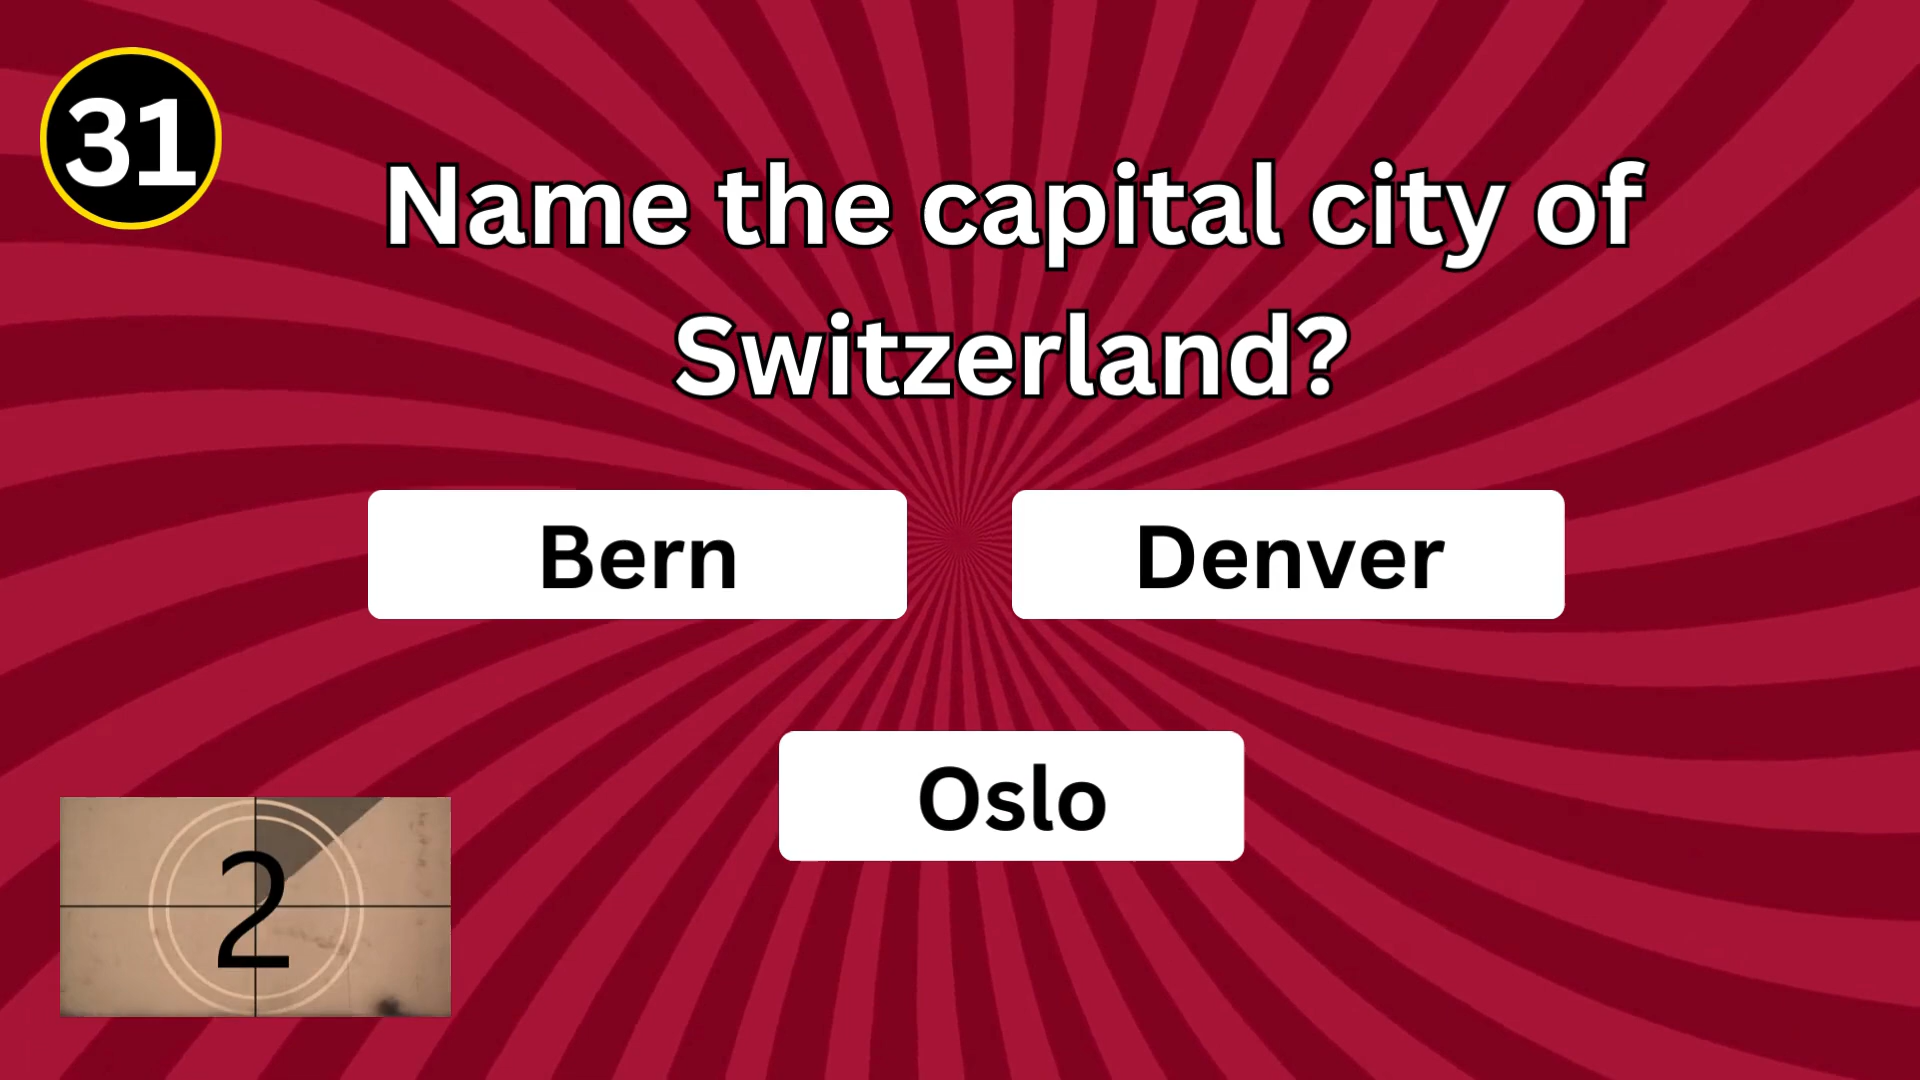 31
Name the capital city of
Switzerland?
Bern
Denver
Oslo
2